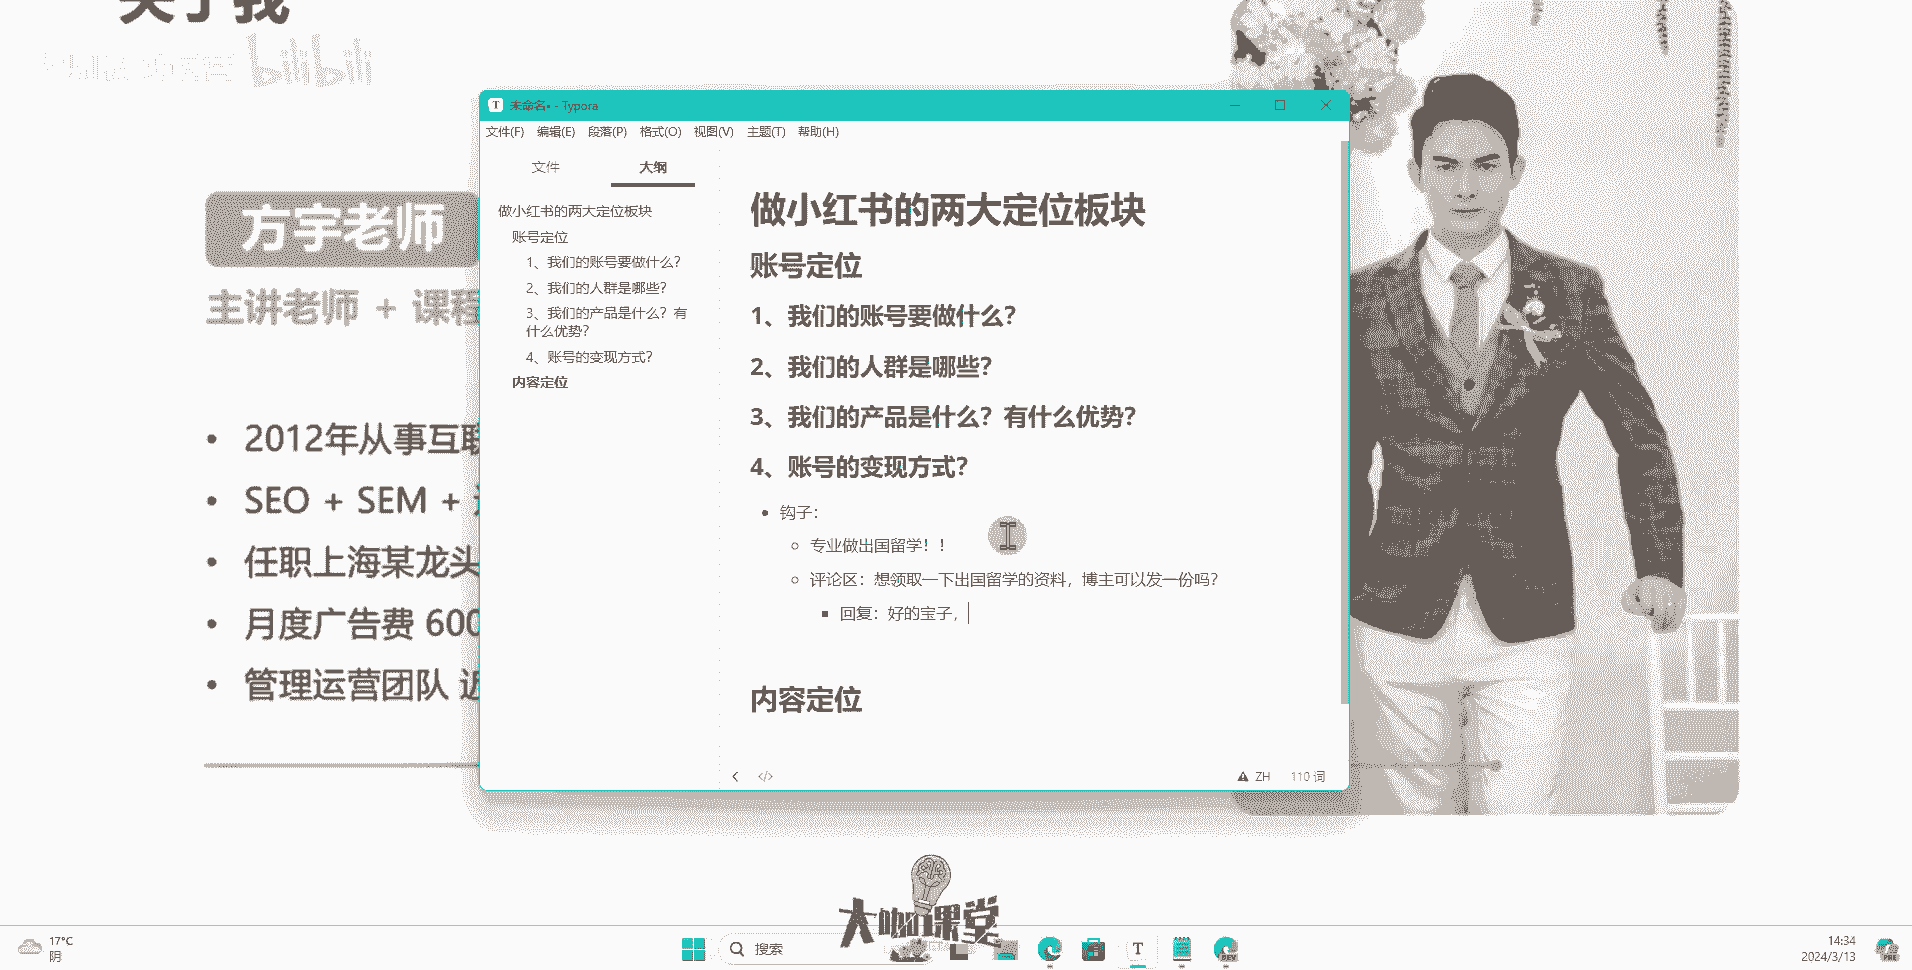 关于我
bilibili
方宇老师
主讲老师 + 课程
2012年从事互联
SEO + SEM +
任职上海某龙头
月度广告费 600
管理运营团队 近
未命名• - Typora
文件(F) 编辑(E) 段落(P) 格式(O) 视图(V) 主题(T) 帮助(H)
文件 大纲
做小红书的两大定位板块
账号定位
1、我们的账号要做什么？
2、我们的人群是哪些？
3、我们的产品是什么？有
什么优势？
4、账号的变现方式？
内容定位
做小红书的两大定位板块
账号定位
1、我们的账号要做什么？
2、我们的人群是哪些？
3、我们的产品是什么？有什么优势？
4、账号的变现方式？
钩子：
专业做出国留学！！
评论区：想领取一下出国留学的资料，博主可以发一份吗？
回复：好的宝子，
内容定位
ZH 110 词
大咖课堂
17°C
阴
搜索
T
DEV
14:34
2024/3/13
PRE